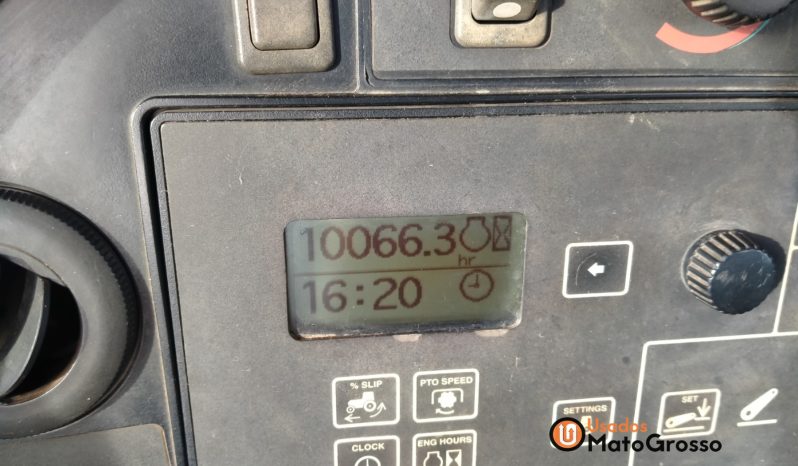 10066.3
hr
16:20
% SLIP
PTO SPEED
SETTINGS
SET
CLOCK
ENG HOURS
Usados
MatoGrosso